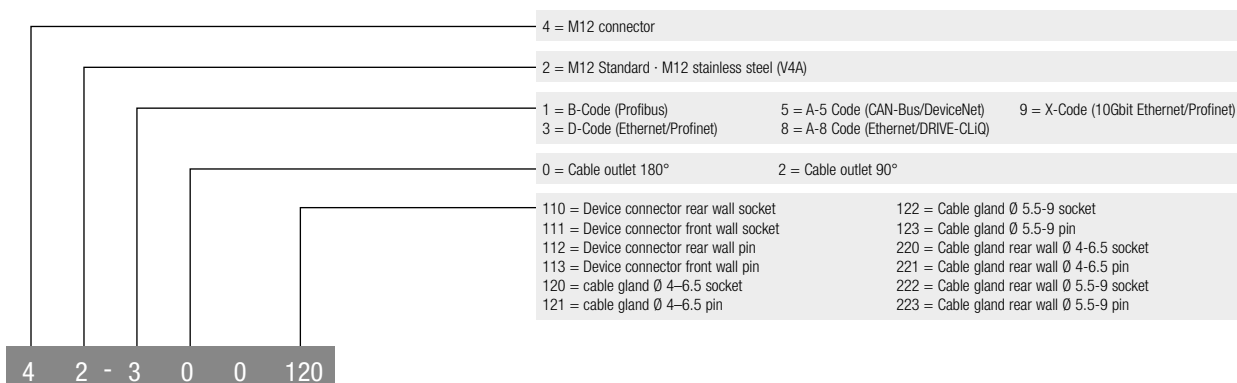 4 = M12 connector
2 = M12 Standard · M12 stainless steel (V4A)
1 = B-Code (Profibus) 5 = A-5 Code (CAN-Bus/DeviceNet) 9 = X-Code (10Gbit Ethernet/Profinet)
3 = D-Code (Ethernet/Profinet) 8 = A-8 Code (Ethernet/DRIVE-CLiQ)
0 = Cable outlet 180° 2 = Cable outlet 90°
110 = Device connector rear wall socket
111 = Device connector front wall socket
112 = Device connector rear wall pin
113 = Device connector front wall pin
120 = cable gland Ø 4–6.5 socket
121 = cable gland Ø 4–6.5 pin
122 = Cable gland Ø 5.5-9 socket
123 = Cable gland Ø 5.5-9 pin
220 = Cable gland rear wall Ø 4-6.5 socket
221 = Cable gland rear wall Ø 4-6.5 pin
222 = Cable gland rear wall Ø 5.5-9 socket
223 = Cable gland rear wall Ø 5.5-9 pin
4 2 - 3 0 0 120